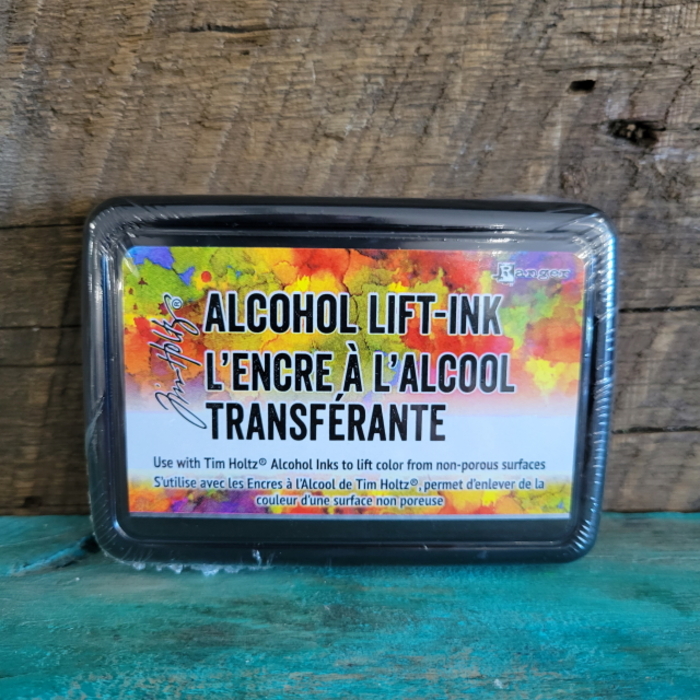 Ranger
Tim Holtz®
ALCOHOL LIFT-INK
L'ENCRE À L'ALCOOL
TRANSFÉRANTE
Use with Tim Holtz® Alcohol Inks to lift color from non-porous surfaces
S'utilise avec les Encres à l'Alcool de Tim Holtz®, permet d'enlever de la
couleur d'une surface non poreuse